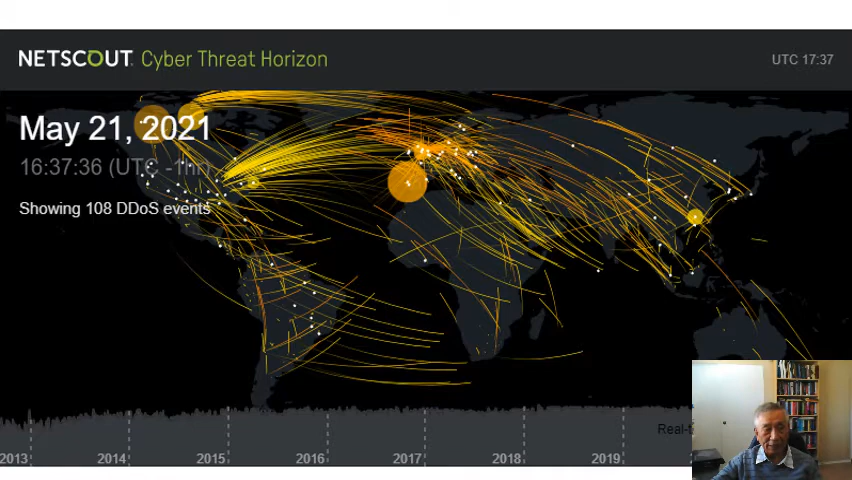 NETSCOUT. Cyber Threat Horizon
UTC 17:37
May 21, 2021
16:37:36 (UTC -1hr)
Showing 108 DDoS events
2013 2014 2015 2016 2017 2018 2019